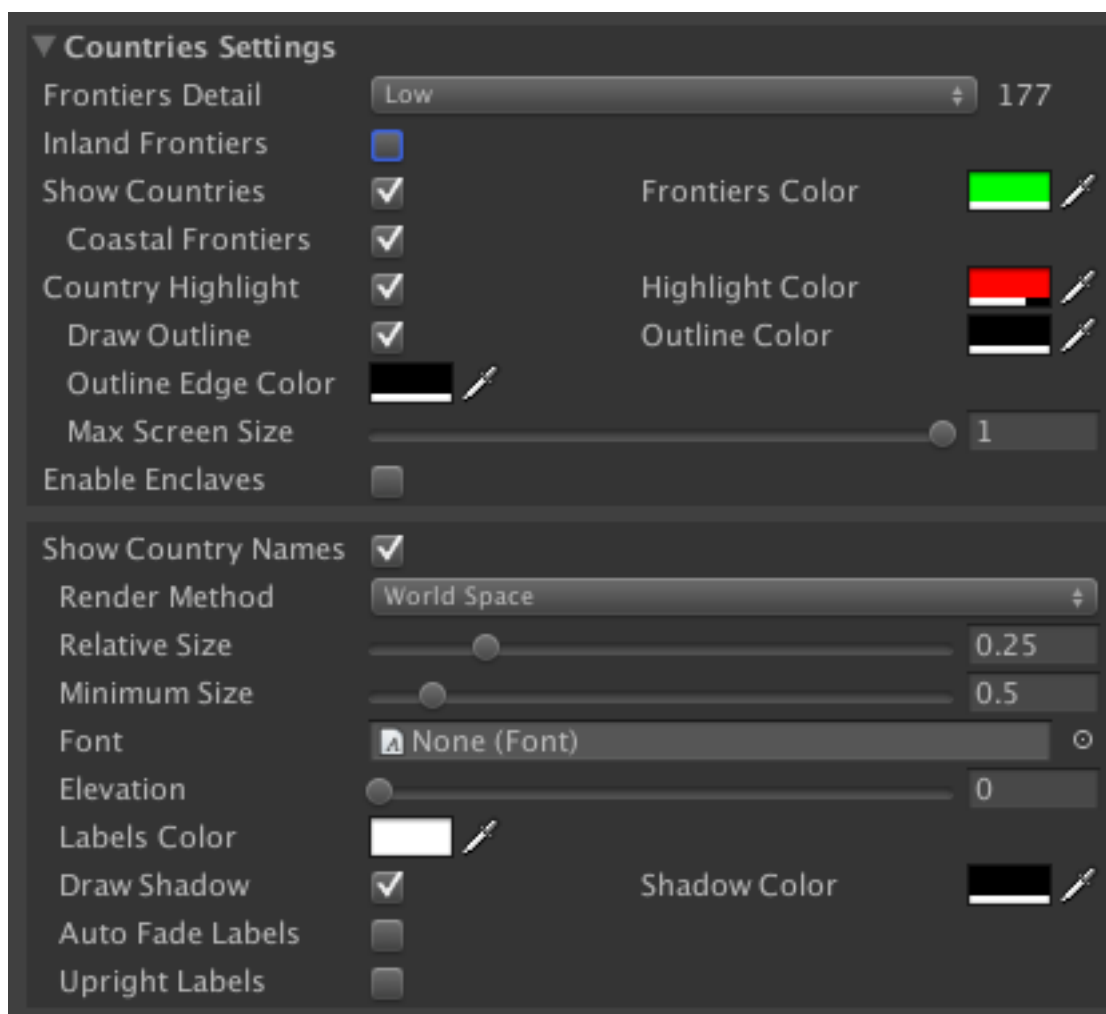 Countries Settings
Frontiers Detail Low 177
Inland Frontiers
Show Countries Frontiers Color
Coastal Frontiers
Country Highlight Highlight Color
Draw Outline Outline Color
Outline Edge Color
Max Screen Size 1
Enable Enclaves
Show Country Names
Render Method World Space
Relative Size 0.25
Minimum Size 0.5
Font None (Font)
Elevation 0
Labels Color
Draw Shadow Shadow Color
Auto Fade Labels
Upright Labels